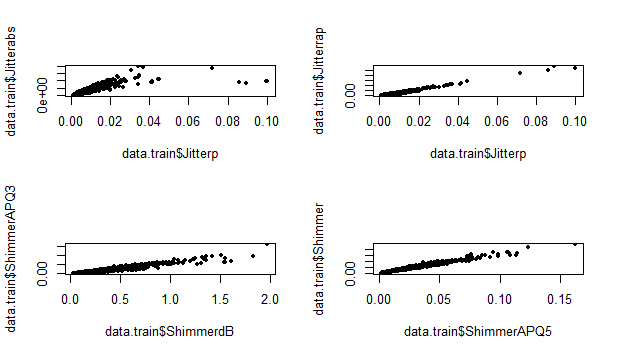 data.train$Jitterabs
0e+00
0.00 0.02 0.04 0.06 0.08 0.10
data.train$Jitterp
data.train$Jitterrap
0.00
0.00 0.02 0.04 0.06 0.08 0.10
data.train$Jitterp
data.train$ShimmerAPQ3
0.00
0.0 0.5 1.0 1.5 2.0
data.train$ShimmerdB
data.train$Shimmer
0.00
0.00 0.05 0.10 0.15
data.train$ShimmerAPQ5